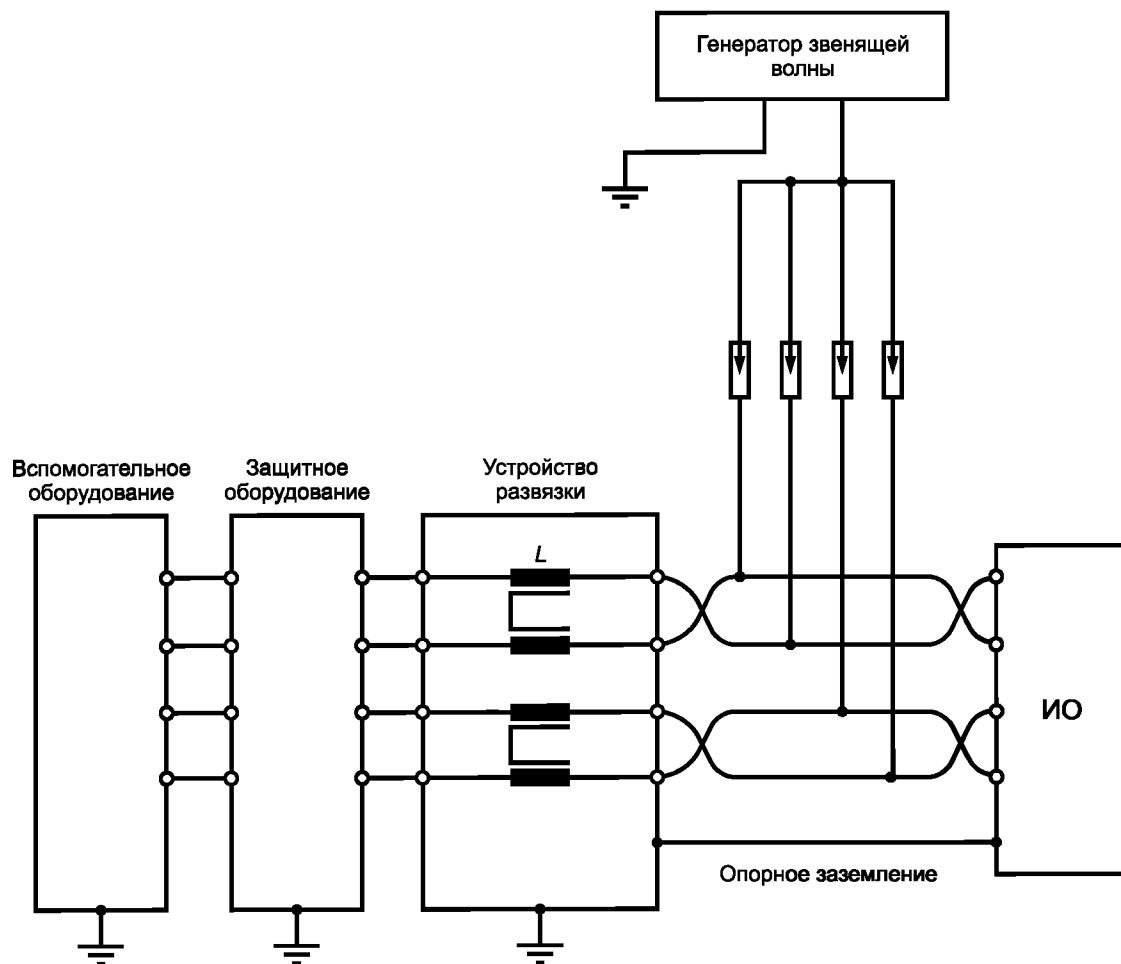 Генератор звенящей
волны
Вспомогательное
оборудование
Защитное
оборудование
Устройство
развязки
L
ИО
Опорное заземление